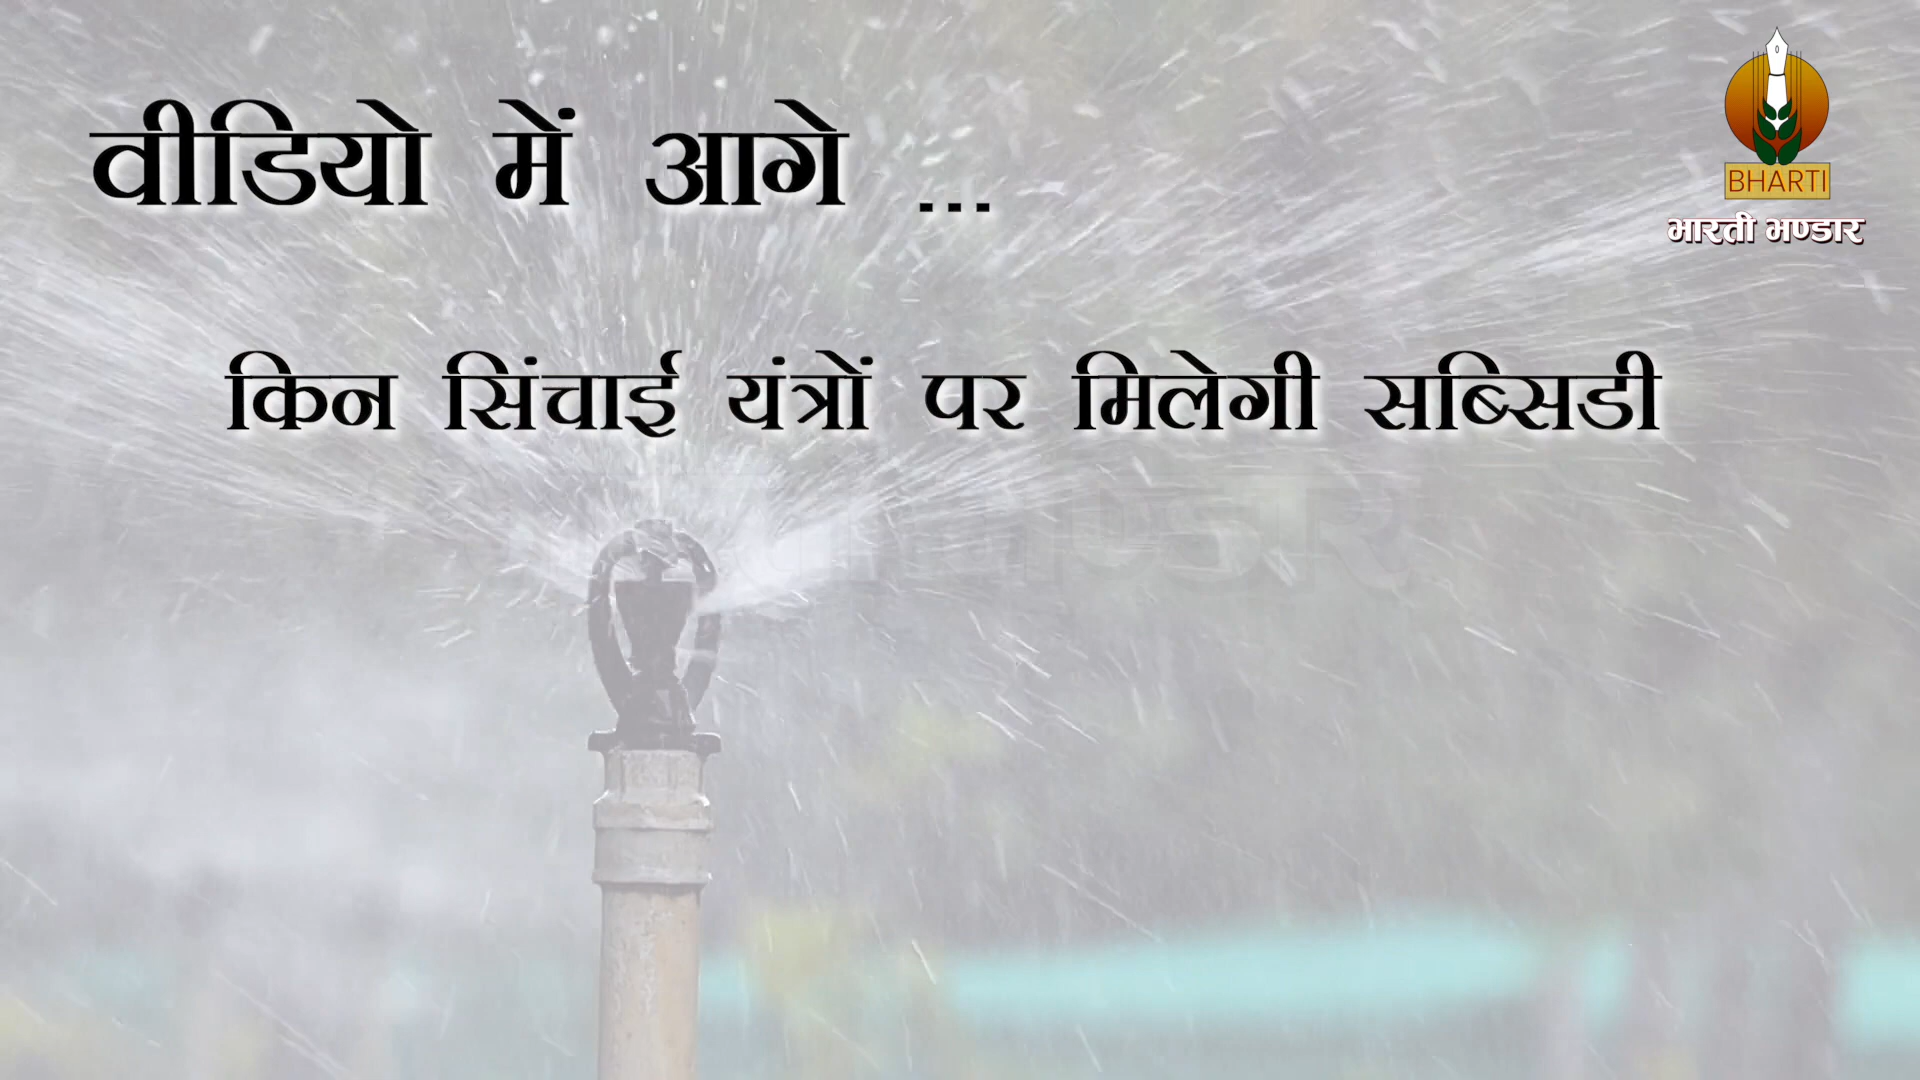 वीडियो में आगे ...
BHARTI
भारती भण्डार
किन सिंचाई यंत्रों पर मिलेगी सब्सिडी